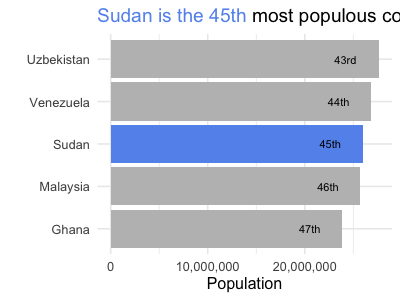 Sudan is the 45th most populous co
Uzbekistan 43rd
Venezuela 44th
Sudan 45th
Malaysia 46th
Ghana 47th
0 10,000,000 20,000,000
Population